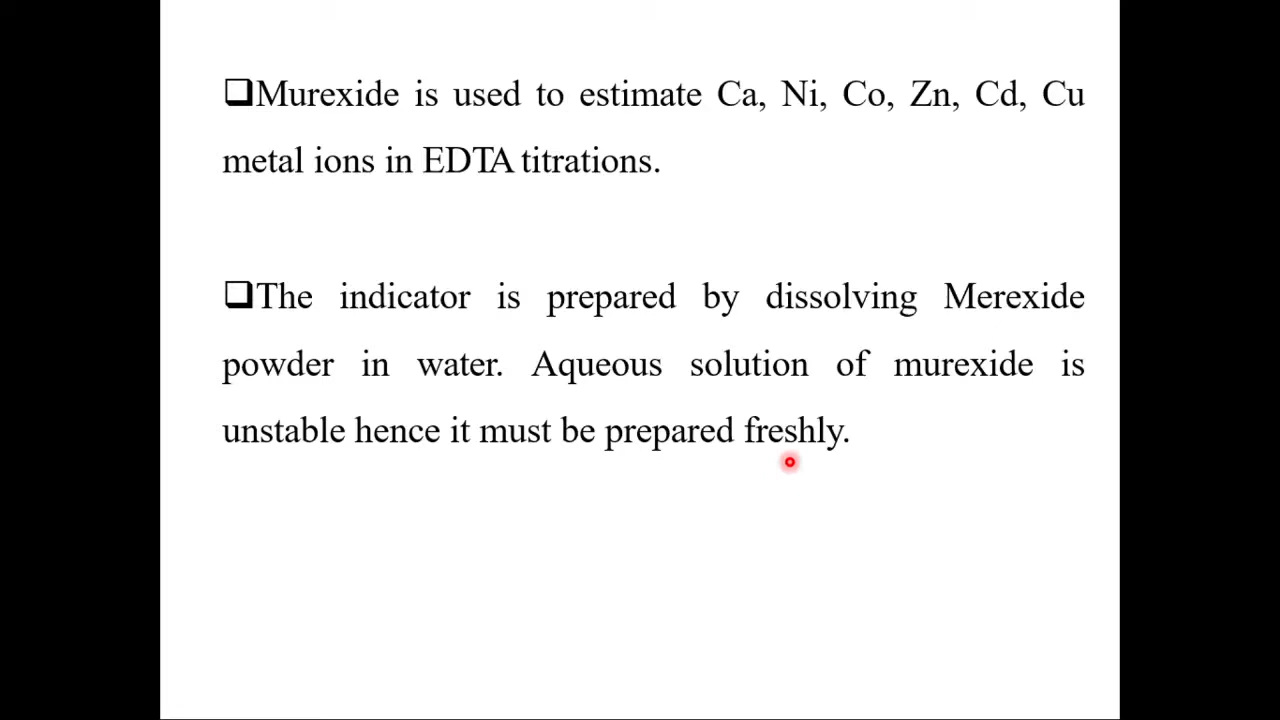 ❑Murexide is used to estimate Ca, Ni, Co, Zn, Cd, Cu
metal ions in EDTA titrations.
❑The indicator is prepared by dissolving Merexide
powder in water. Aqueous solution of murexide is
unstable hence it must be prepared freshly.